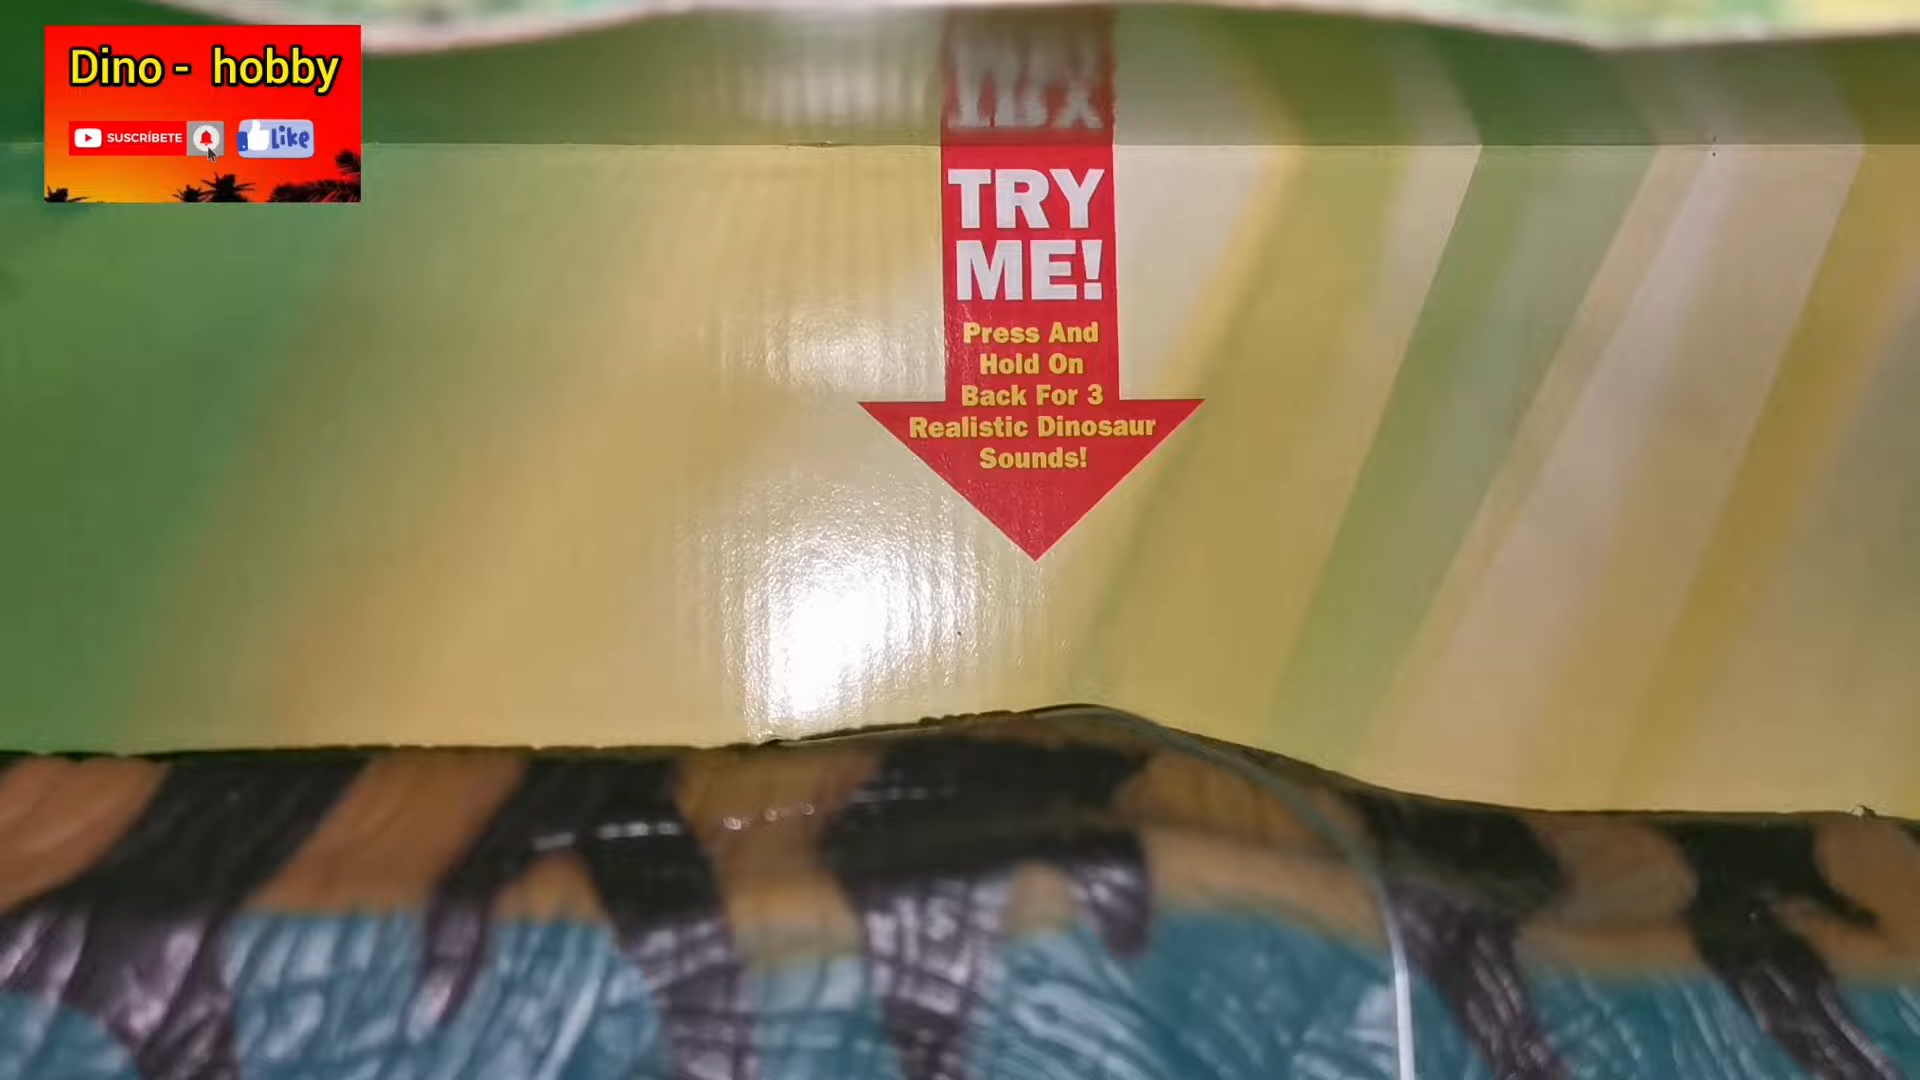 Dino - hobby
SUSCRÍBETE
Like
TRY
ME!
Press And
Hold On
Back For 3
Realistic Dinosaur
Sounds!